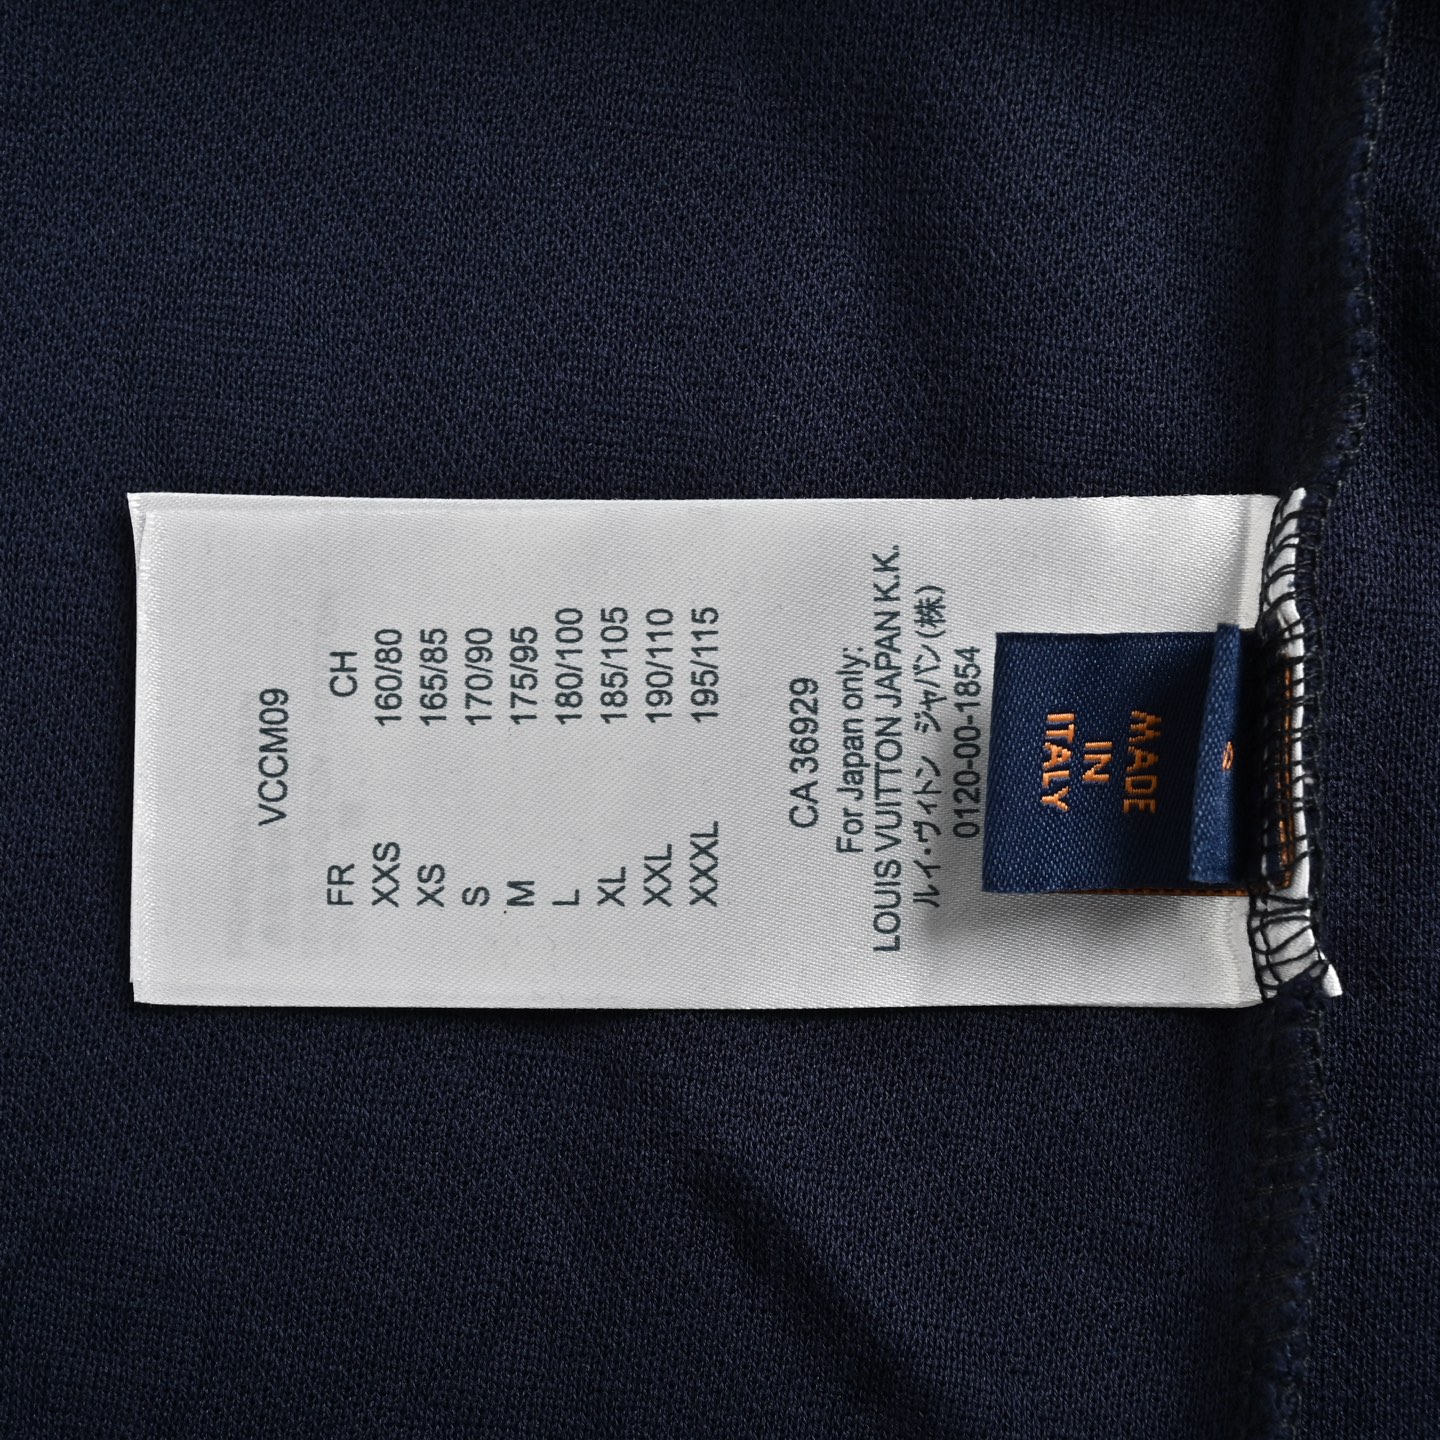 VCCM09
FR CH
XXS 160/80
XS 165/85
S 170/90
M 175/95
L 180/100
XL 185/105
XXL 190/110
XXXL 195/115
CA 36929
For Japan only:
LOUIS VUITTON JAPAN K.K.
ルイ・ヴィトン ジャパン(株)
0120-00-1854
MADE
IN
ITALY